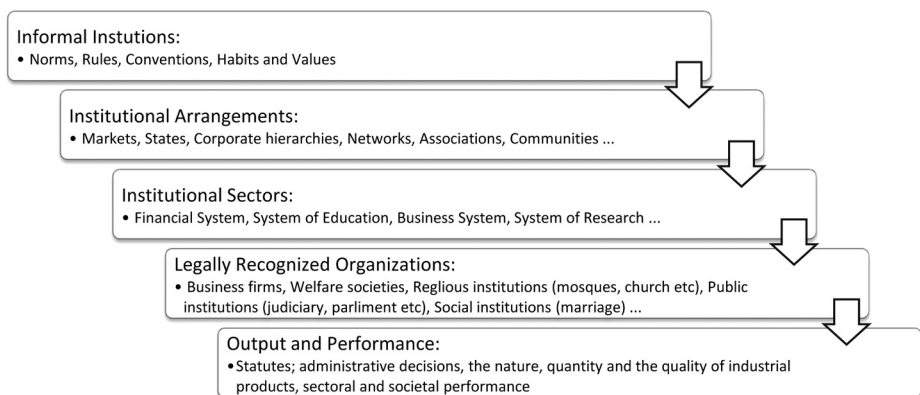 Informal Instutions:
• Norms, Rules, Conventions, Habits and Values
Institutional Arrangements:
• Markets, States, Corporate hierarchies, Networks, Associations, Communities ...
Institutional Sectors:
• Financial System, System of Education, Business System, System of Research ...
Legally Recognized Organizations:
• Business firms, Welfare societies, Reglious institutions (mosques, church etc), Public
institutions (judiciary, parliment etc), Social institutions (marriage) ...
Output and Performance:
•Statutes; administrative decisions, the nature, quantity and the quality of industrial
products, sectoral and societal performance